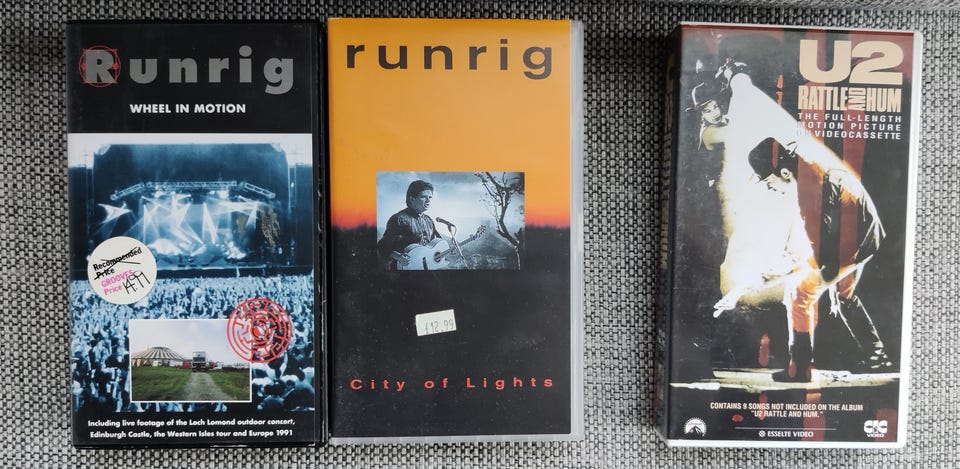 Runrig
WHEEL IN MOTION
Recommended
Price
GROOVES
Price 14.99
Including live footage of the Loch Lomond outdoor concert,
Edinburgh Castle, the Western Isles tour and Europe 1991
runrig
£12.99
City of Lights
U2
RATTLE AND HUM
THE FULL-LENGTH
MOTION PICTURE
ON VIDEOCASSETTE
CONTAINS 9 SONGS NOT INCLUDED ON THE ALBUM
"U2 RATTLE AND HUM."
ESSELTE VIDEO
CIC
VIDEO